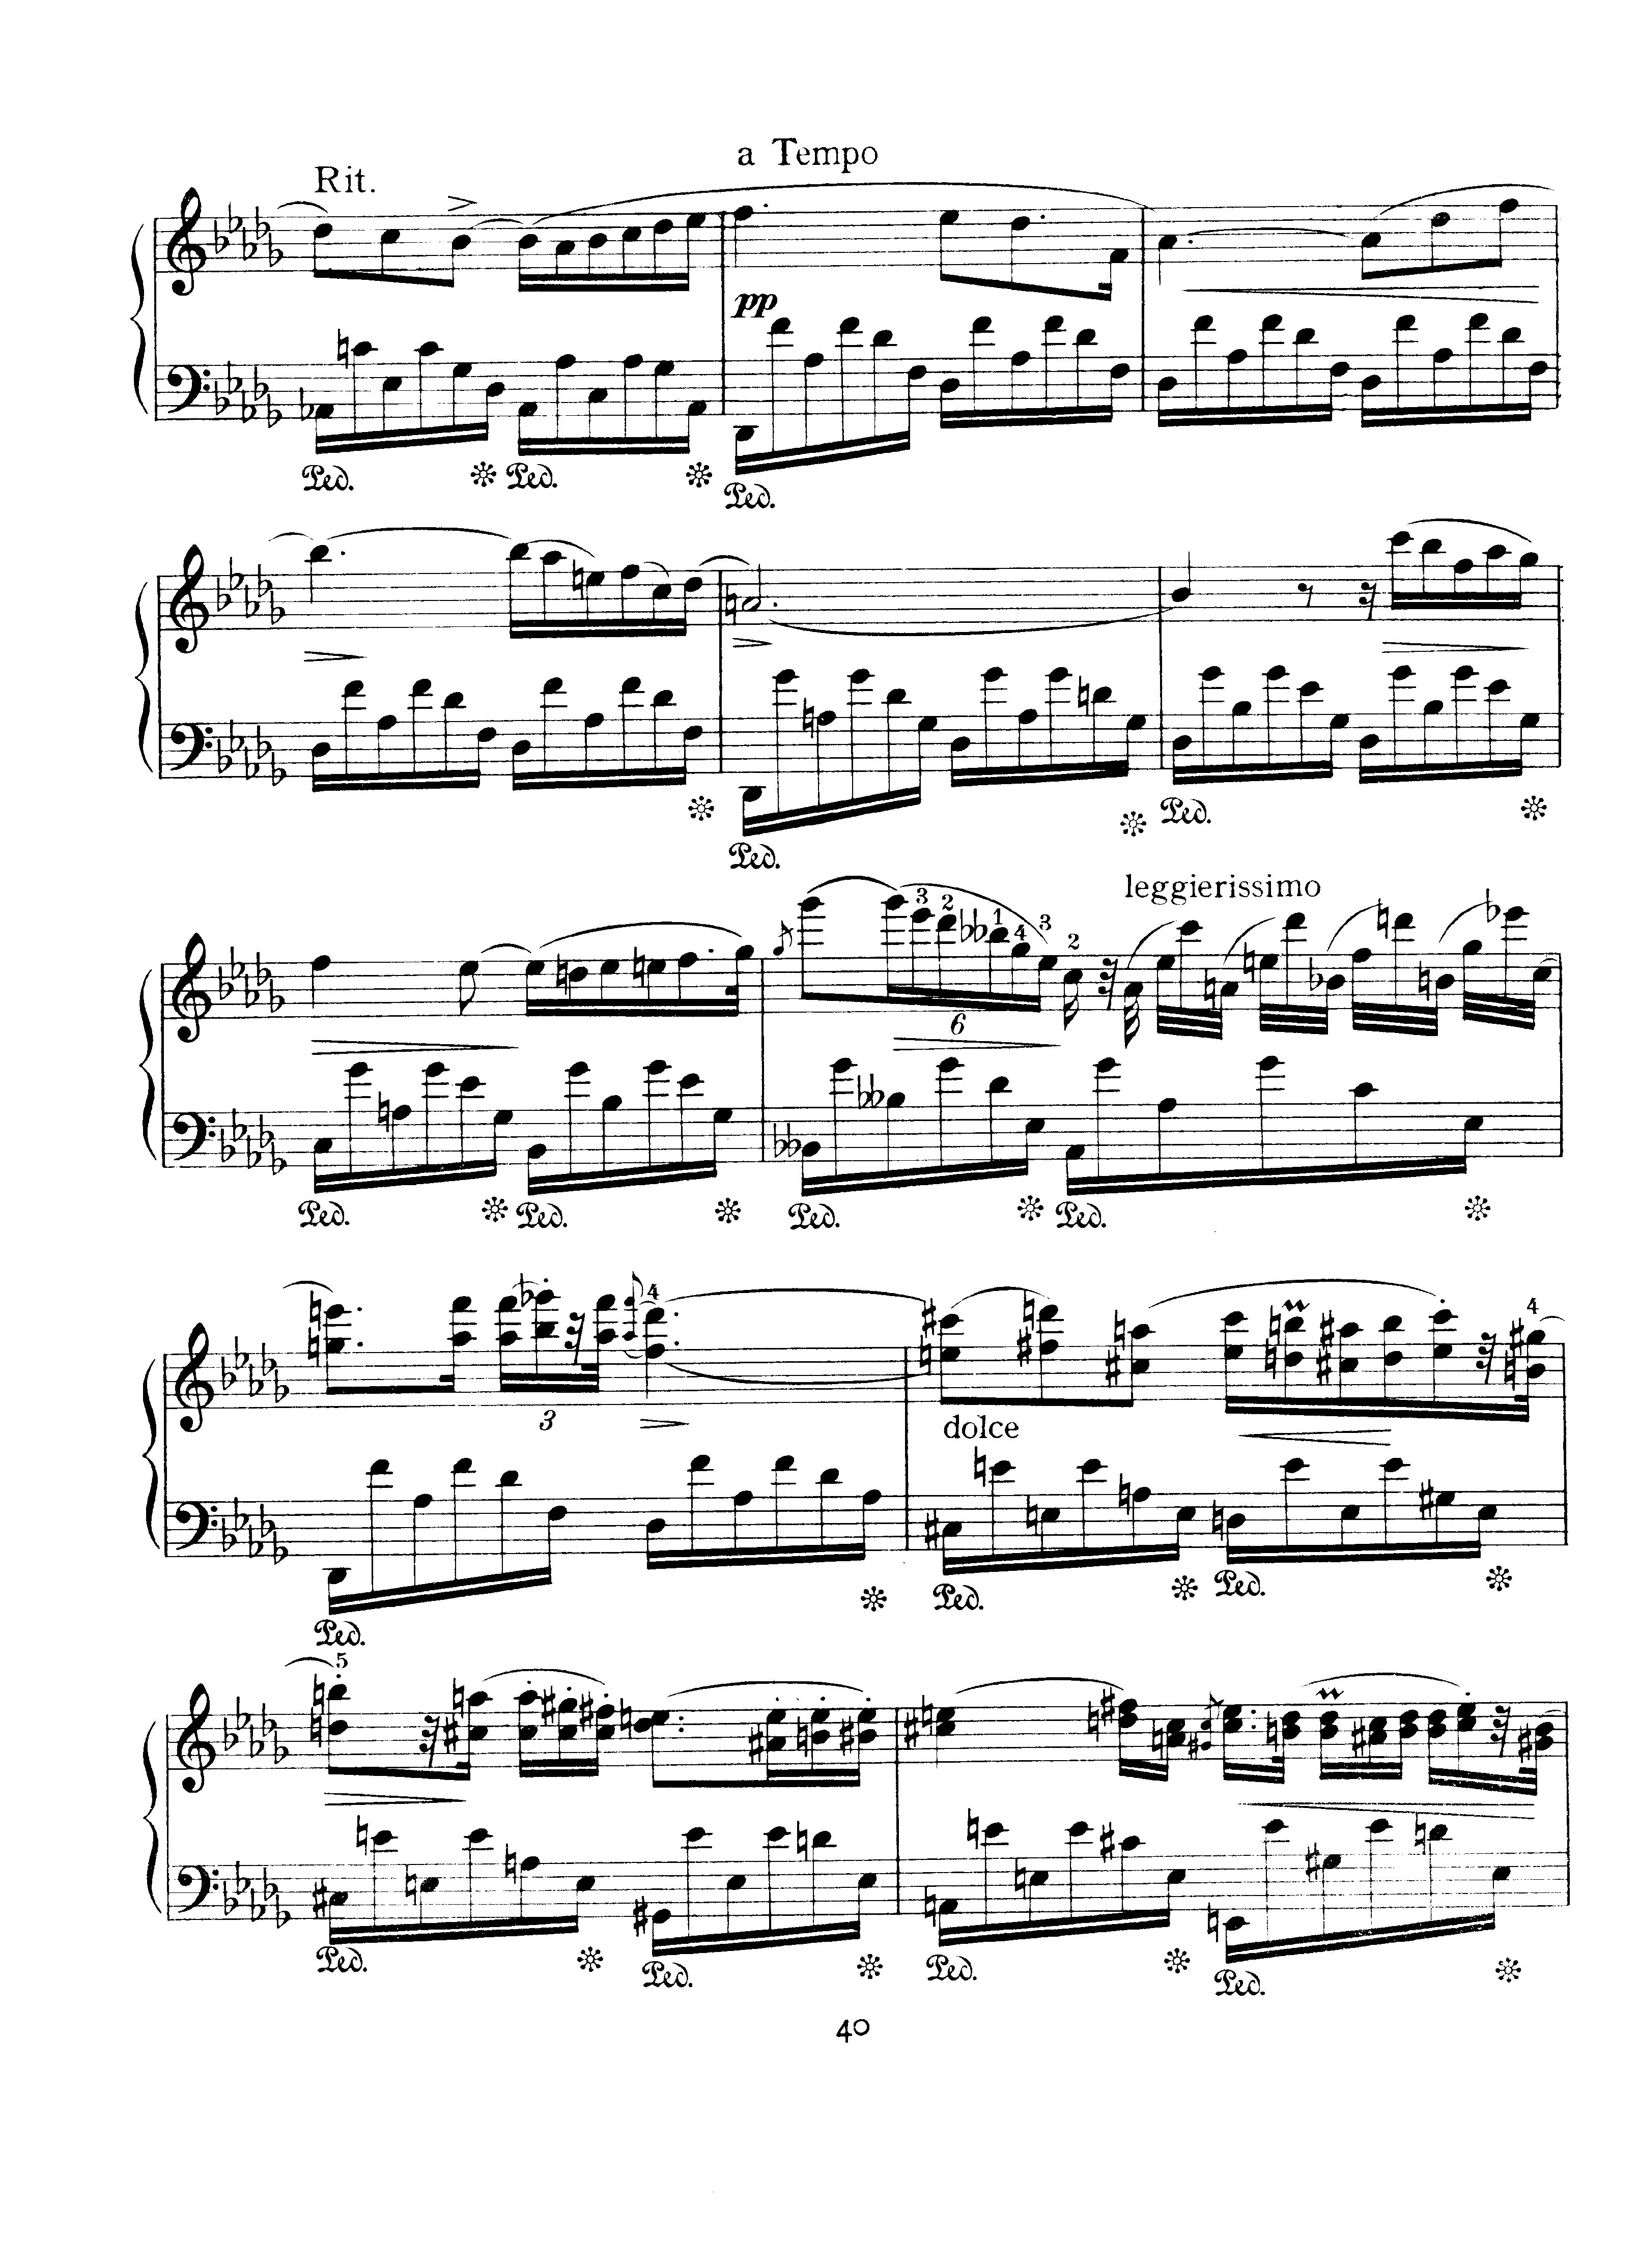 a Tempo
Rit.
pp
Ped. Ped. Ped.
Ped. Ped.
leggierissimo
3 2 1 4 3 2
6
Ped. Ped. Ped. Ped.
4
3
4
dolce
Ped. Ped. Ped.
5
Ped. Ped. Ped. Ped.
40